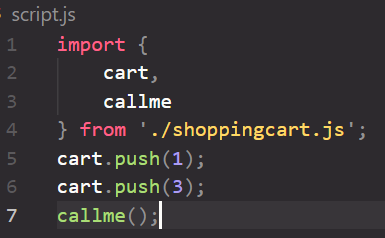 script.js
1 import {
2     cart,
3     callme
4 } from './shoppingcart.js';
5 cart.push(1);
6 cart.push(3);
7 callme();